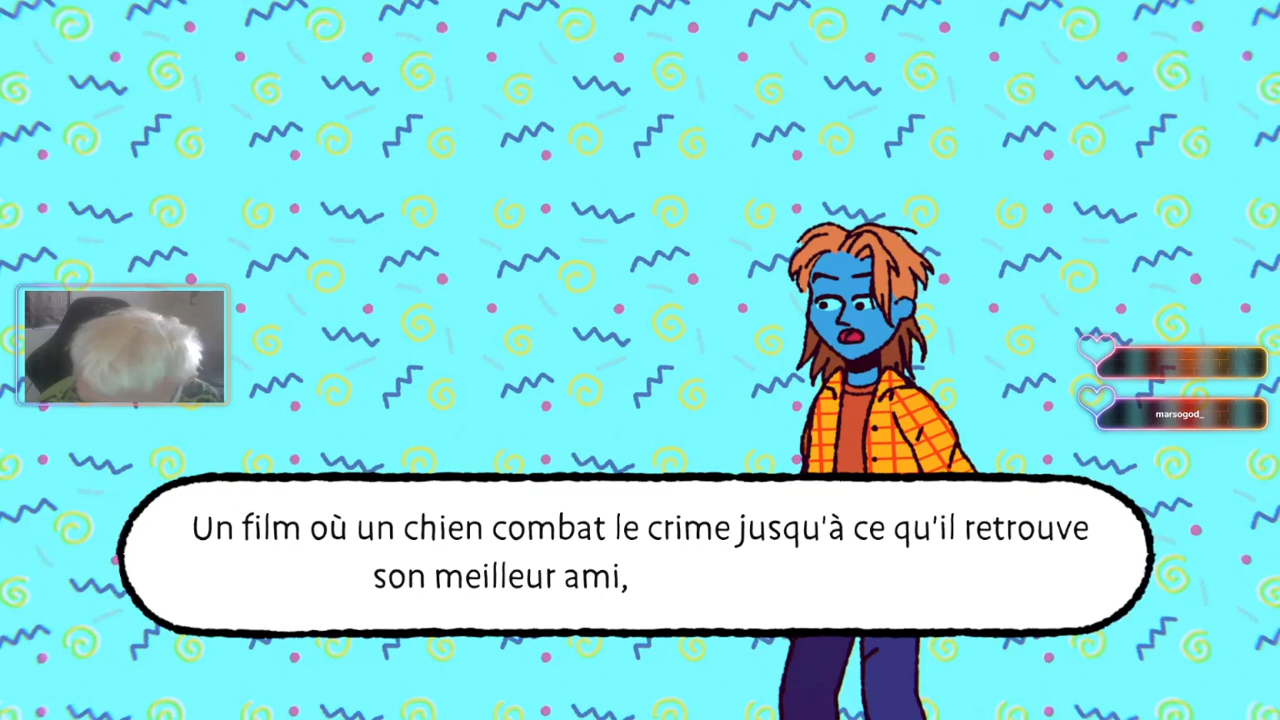 Un film où un chien combat le crime jusqu'à ce qu'il retrouve
son meilleur ami,
marsogod_